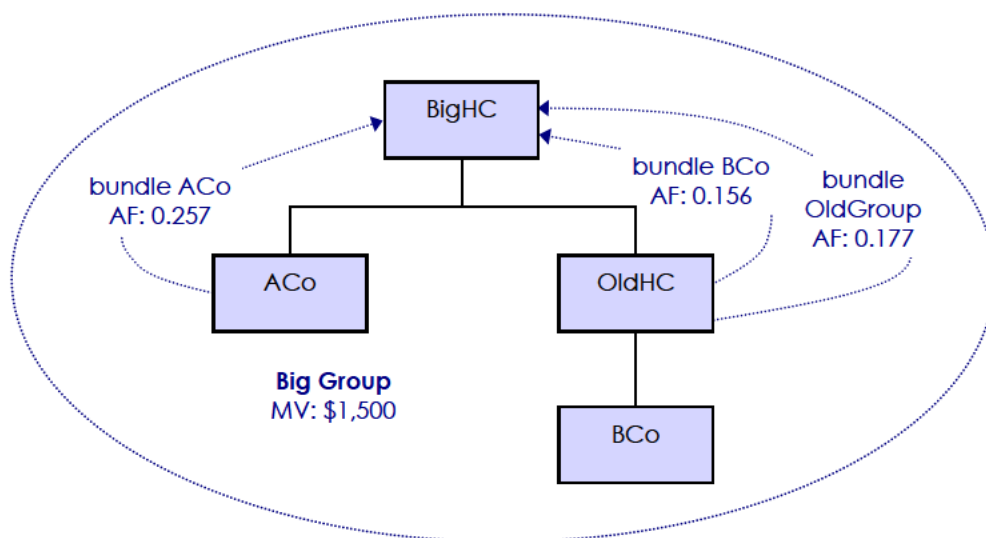 BigHC
bundle ACo
AF: 0.257
bundle BCo
AF: 0.156
bundle
OldGroup
AF: 0.177
ACo
OldHC
Big Group
MV: $1,500
BCo